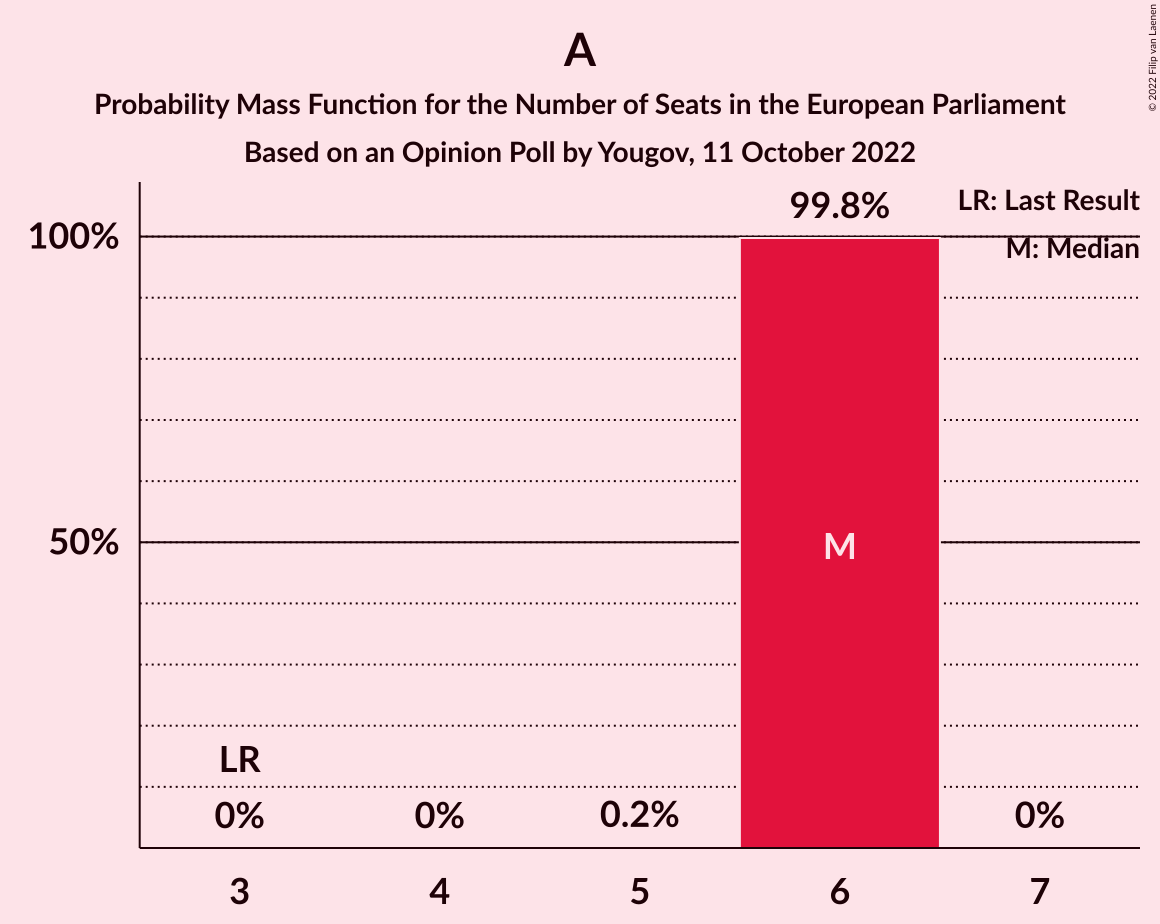 A
Probability Mass Function for the Number of Seats in the European Parliament
Based on an Opinion Poll by Yougov, 11 October 2022
© 2022 Filip van Laenen
LR: Last Result
M: Median
99.8%
100%
50%
M
LR
0%
0%
0.2%
0%
3
4
5
6
7